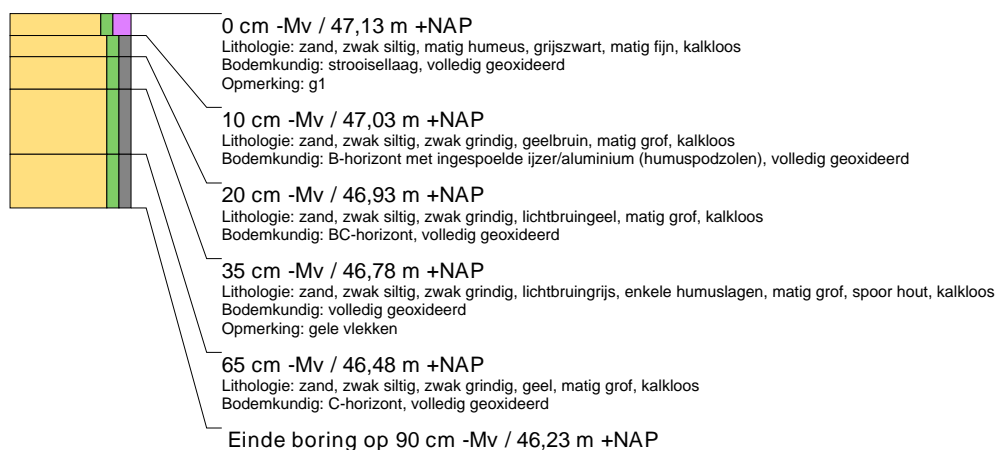 0 cm -Mv / 47,13 m +NAP
Lithologie: zand, zwak siltig, matig humeus, grijszwart, matig fijn, kalkloos
Bodemkundig: strooisellaag, volledig geoxideerd
Opmerking: g1
10 cm -Mv / 47,03 m +NAP
Lithologie: zand, zwak siltig, zwak grindig, geelbruin, matig grof, kalkloos
Bodemkundig: B-horizont met ingespoelde ijzer/aluminium (humuspodzolen), volledig geoxideerd
20 cm -Mv / 46,93 m +NAP
Lithologie: zand, zwak siltig, zwak grindig, lichtbruingeel, matig grof, kalkloos
Bodemkundig: BC-horizont, volledig geoxideerd
35 cm -Mv / 46,78 m +NAP
Lithologie: zand, zwak siltig, zwak grindig, lichtbruingrijs, enkele humuslagen, matig grof, spoor hout, kalkloos
Bodemkundig: volledig geoxideerd
Opmerking: gele vlekken
65 cm -Mv / 46,48 m +NAP
Lithologie: zand, zwak siltig, zwak grindig, geel, matig grof, kalkloos
Bodemkundig: C-horizont, volledig geoxideerd
Einde boring op 90 cm -Mv / 46,23 m +NAP